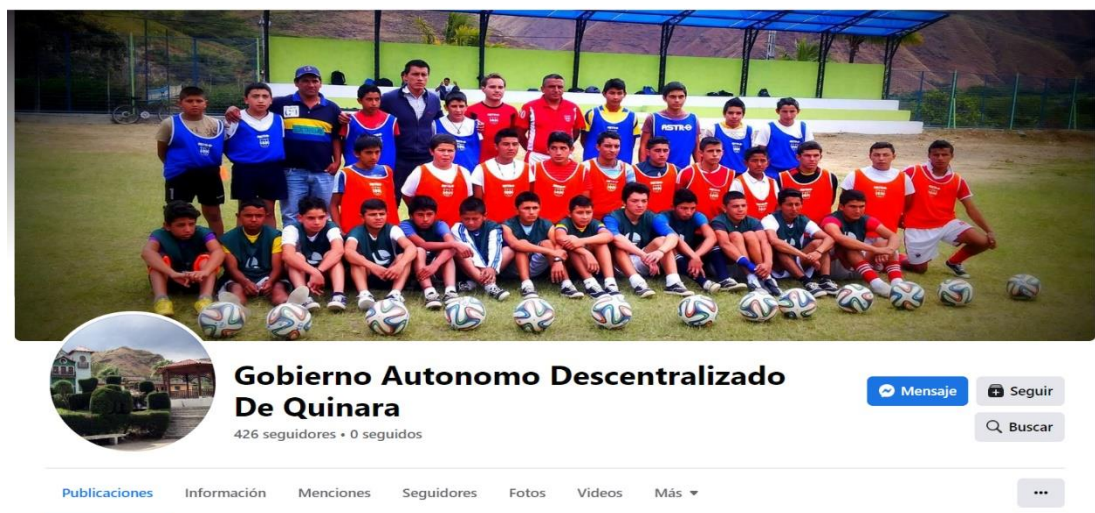 ASTRO
Gobierno Autonomo Descentralizado
De Quinara
426 seguidores • 0 seguidos
Mensaje
Seguir
Buscar
Publicaciones
Información
Menciones
Seguidores
Fotos
Videos
Más